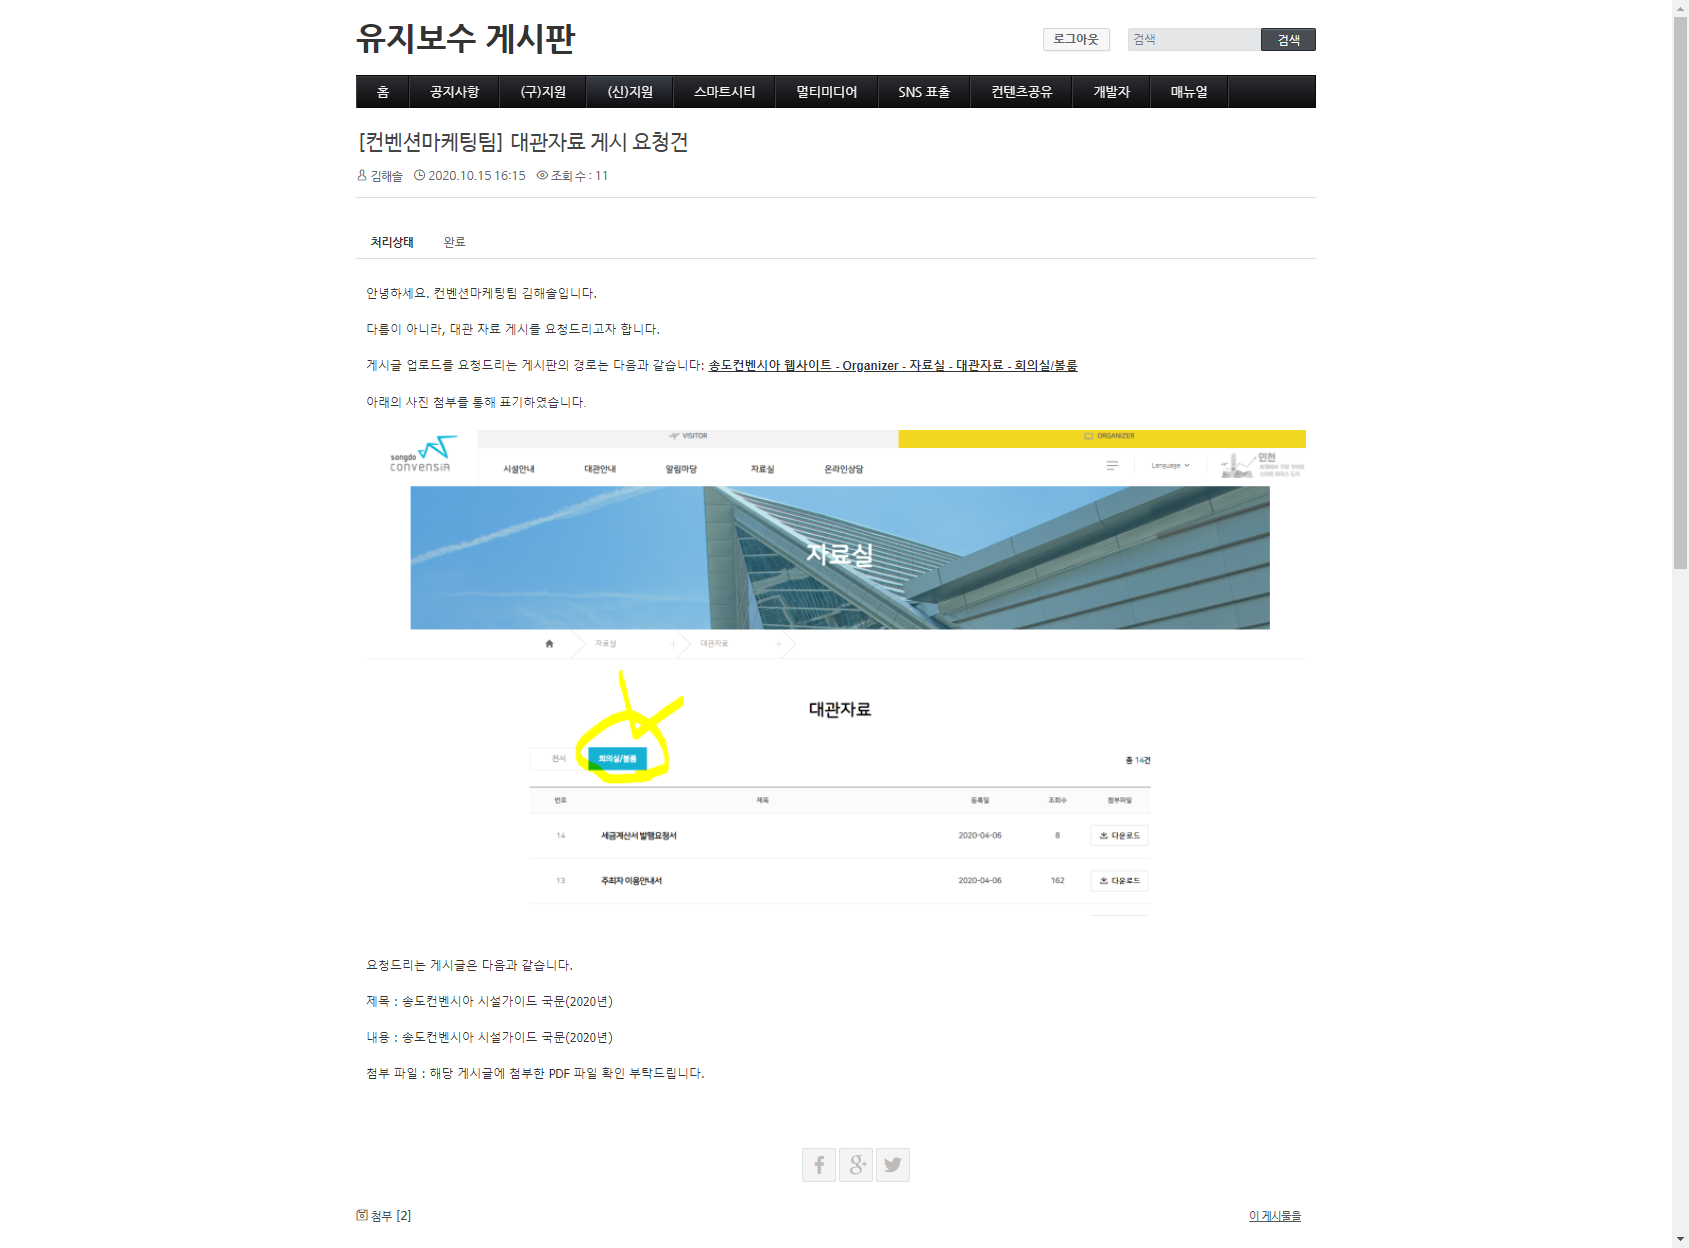 유지보수 게시판
로그아웃
검색
검색
홈 공지사항 (구)지원 (신)지원 스마트시티 멀티미디어 SNS 표출 컨텐츠공유 개발자 매뉴얼
[컨벤션마케팅팀] 대관자료 게시 요청건
김해솔 2020.10.15 16:15 조회 수 : 11
처리상태 완료
안녕하세요. 컨벤션마케팅팀 김해솔입니다.
다름이 아니라, 대관 자료 게시를 요청드리고자 합니다.
게시글 업로드를 요청드리는 게시판의 경로는 다음과 같습니다: 송도컨벤시아 웹사이트 - Organizer - 자료실 - 대관자료 - 회의실/볼룸
아래의 사진 첨부를 통해 표기하였습니다.
VISITOR ORGANIZER
songdo
convensia
시설안내 대관안내 알림마당 자료실 온라인상담
Language
인천
자료실
자료실 대관자료
대관자료
전시 회의실/볼룸
총 14건
번호 제목 등록일 조회수 첨부파일
14 세금계산서 발행요청서 2020-04-06 8 다운로드
13 주최자 이용안내서 2020-04-06 162 다운로드
요청드리는 게시글은 다음과 같습니다.
제목 : 송도컨벤시아 시설가이드 국문(2020년)
내용 : 송도컨벤시아 시설가이드 국문(2020년)
첨부 파일 : 해당 게시글에 첨부한 PDF 파일 확인 부탁드립니다.
첨부 [2]
이 게시물을